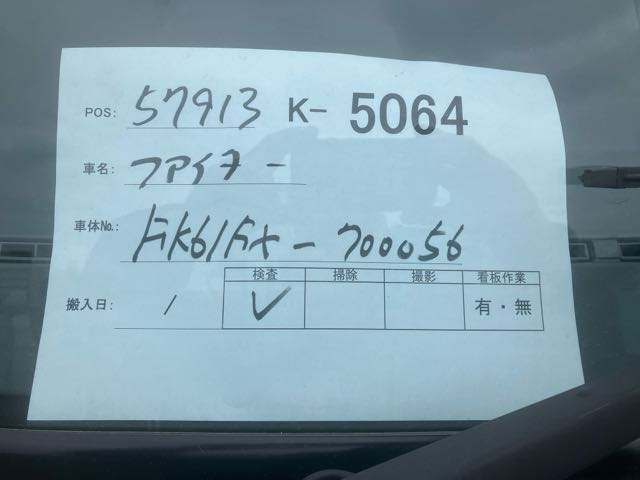 POS: 57913 K-5064
車名: ファイター
車体No.: FK61FX-700056
検査 掃除 撮影 看板作業
搬入日: / ✓ 有・無